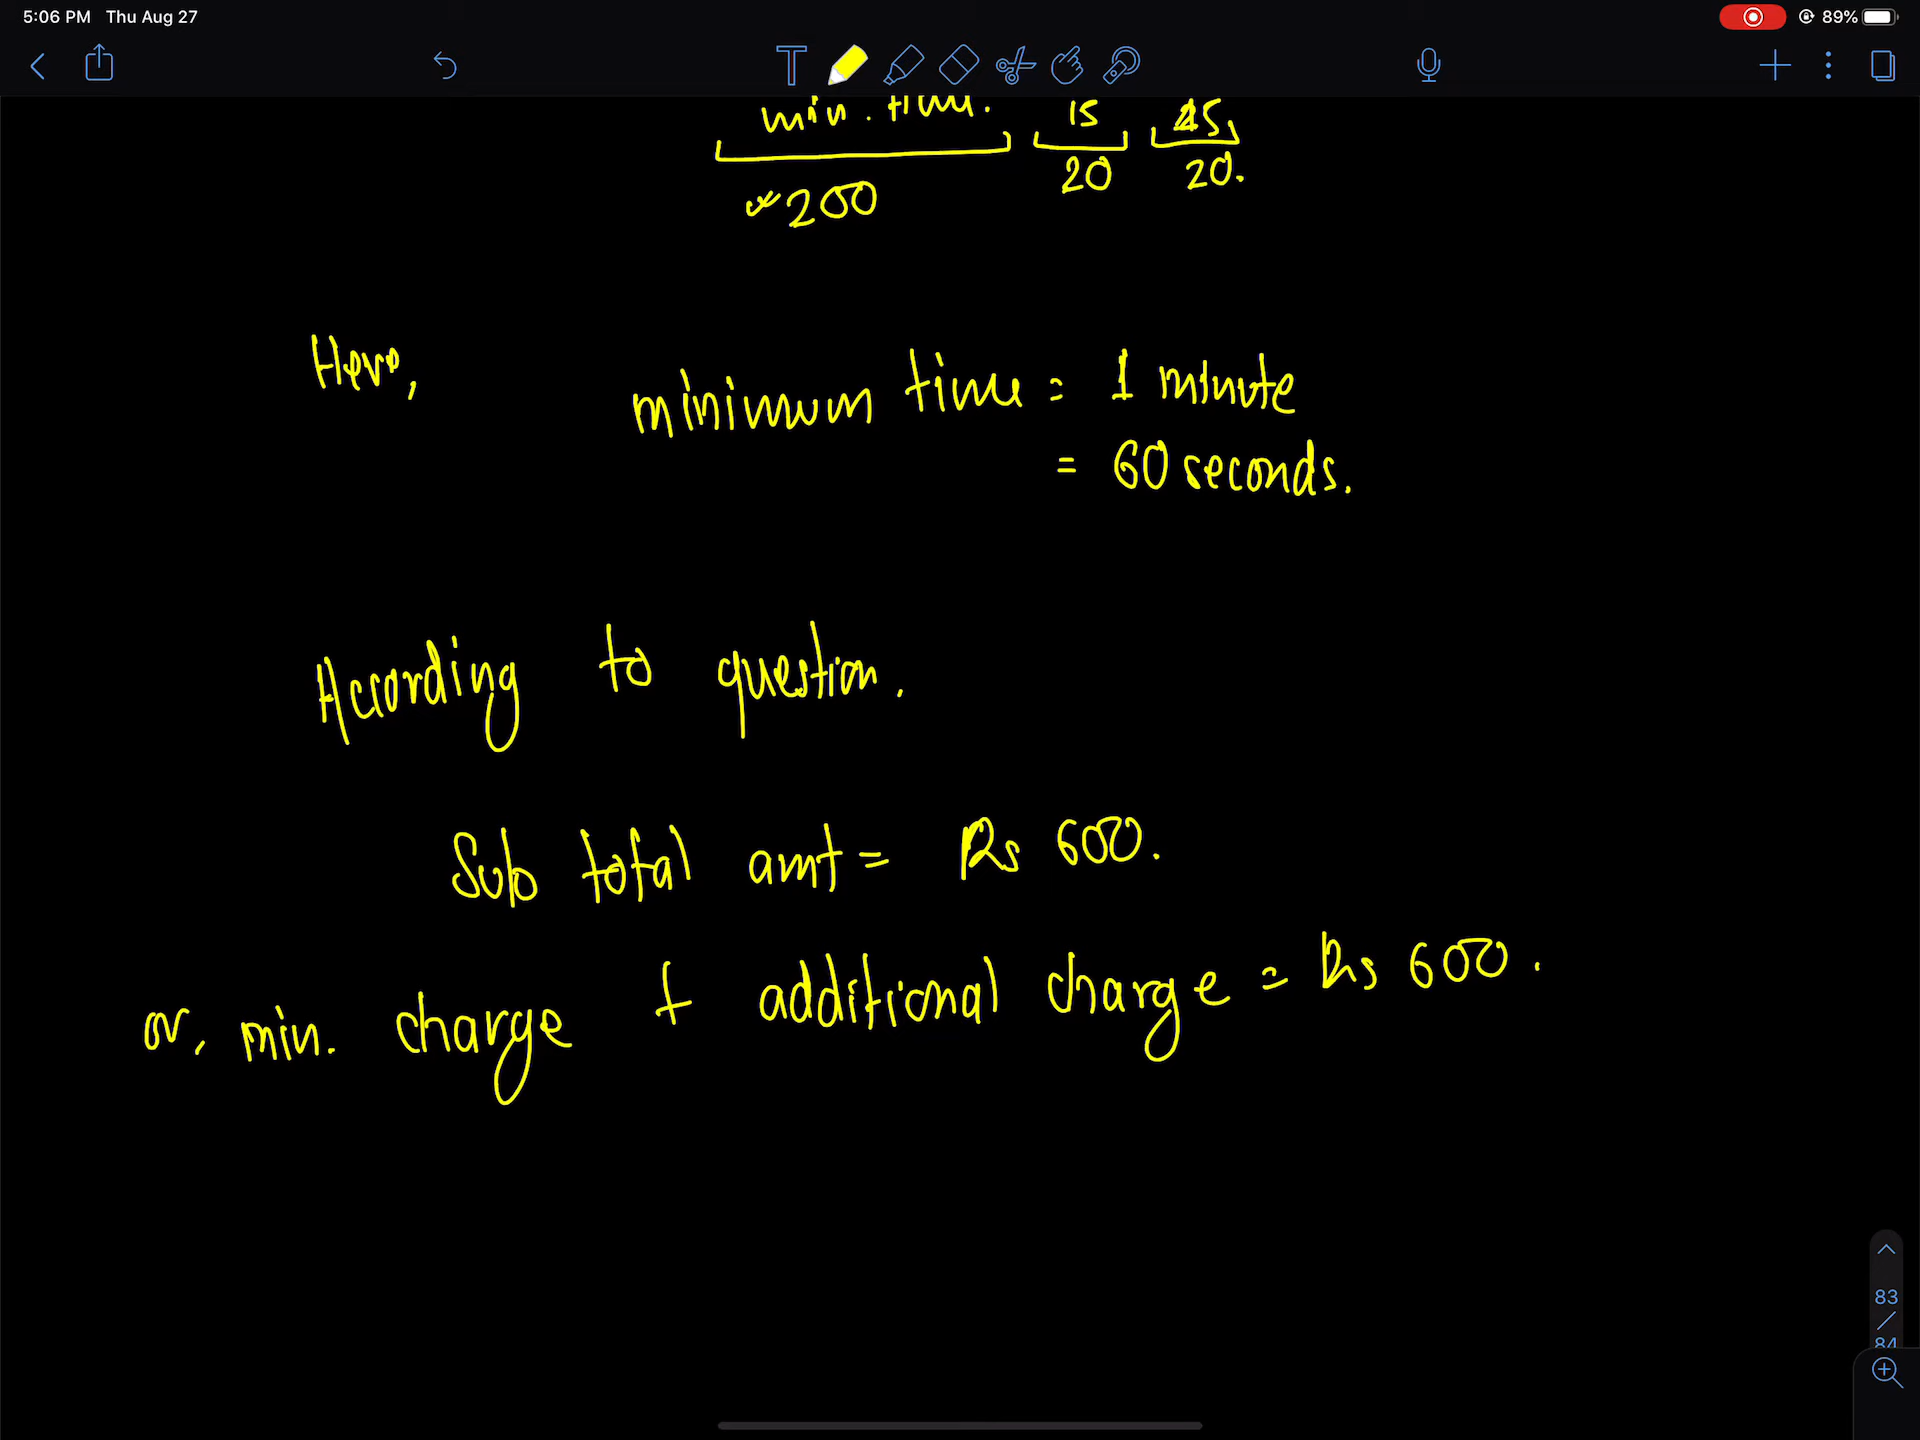 5:06 PM Thu Aug 27
89%
T
min. time. 15 45
200 20 20.
Here,
minimum time = 1 minute
= 60 seconds.
According to question.
Sub total amt = Rs 600.
or, min. charge + additional charge = Rs 600.
83
/
84